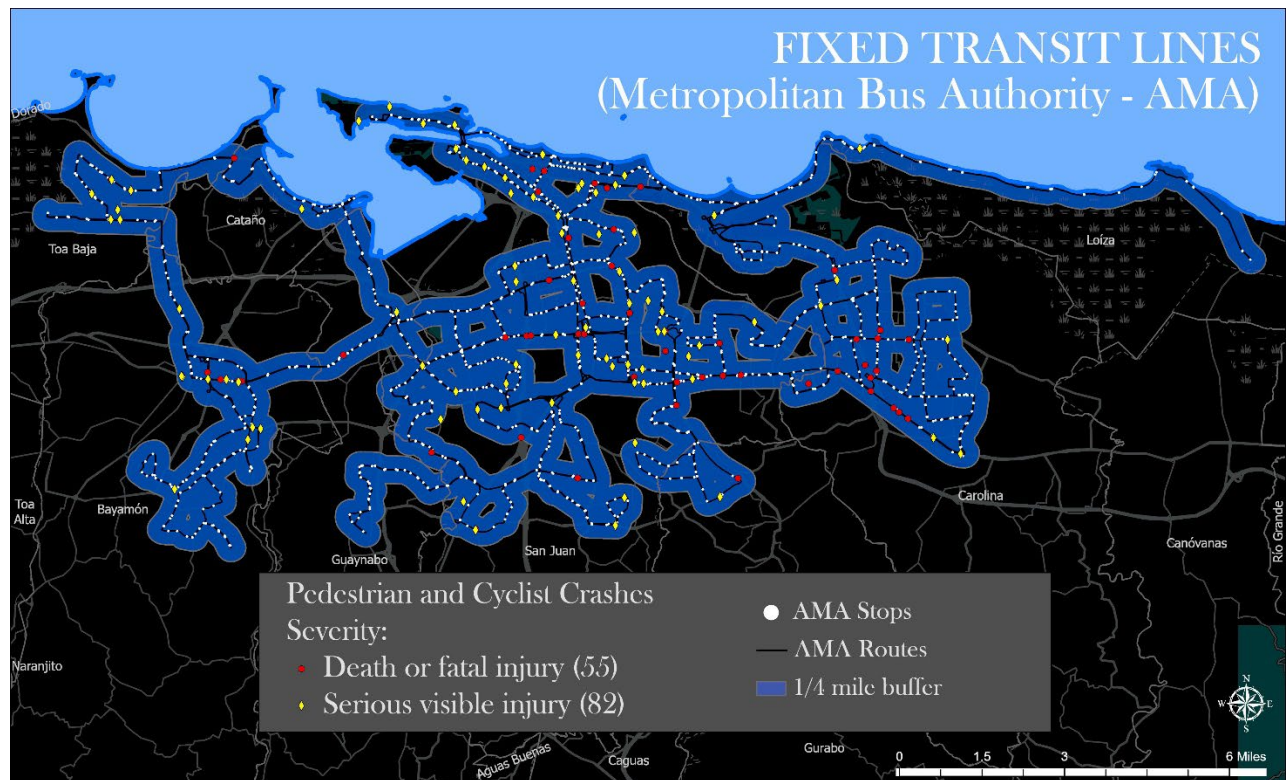 FIXED TRANSIT LINES
(Metropolitan Bus Authority - AMA)
Dorado
Cataño
Toa Baja
Loíza
Toa
Alta
Bayamón
Guaynabo
San Juan
Carolina
Canóvanas
Río Grande
Naranjito
Aguas Buenas
Caguas
Gurabo
Pedestrian and Cyclist Crashes
Severity:
Death or fatal injury (55)
Serious visible injury (82)
AMA Stops
AMA Routes
1/4 mile buffer
N
W E
S
0 1,5 3 6 Miles